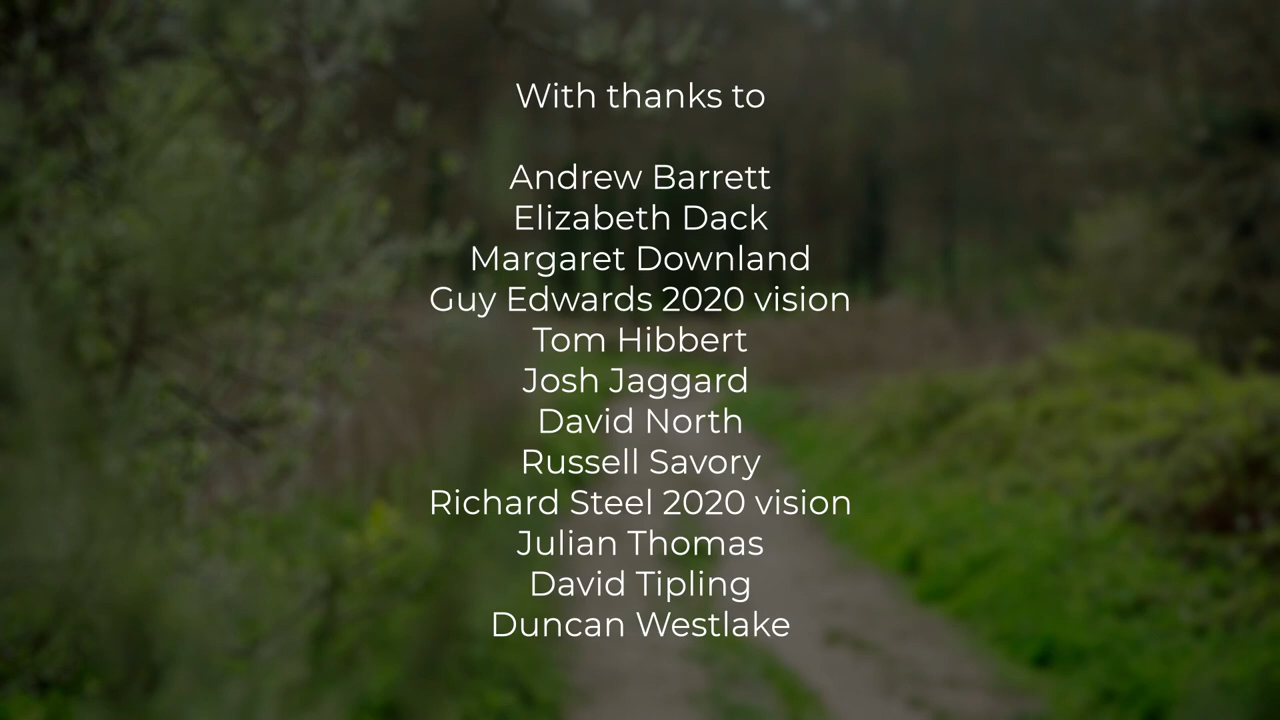 With thanks to
Andrew Barrett
Elizabeth Dack
Margaret Downland
Guy Edwards 2020 vision
Tom Hibbert
Josh Jaggard
David North
Russell Savory
Richard Steel 2020 vision
Julian Thomas
David Tipling
Duncan Westlake